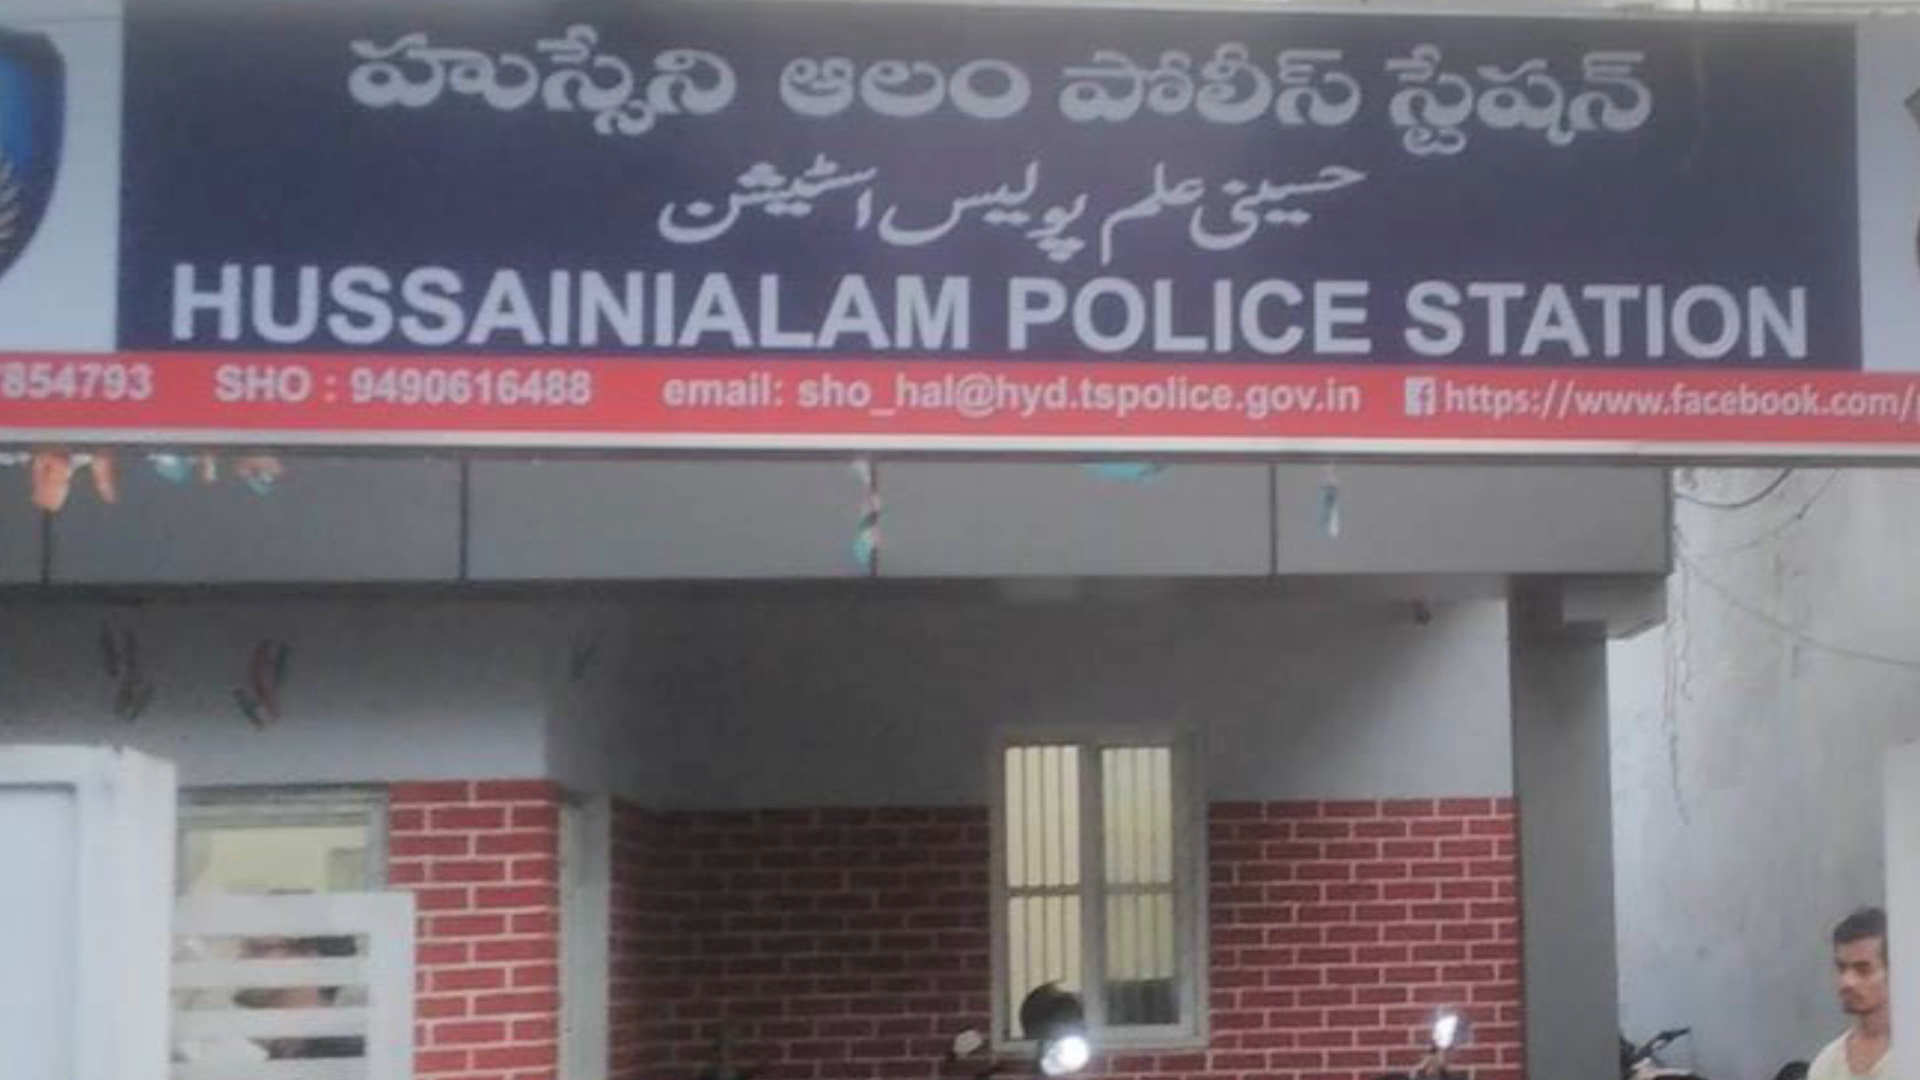 హుస్సేని ఆలం పోలీస్ స్టేషన్
حسینی علم پولیس اسٹیشن
HUSSAINIALAM POLICE STATION
854793 SHO : 9490616488 email: sho_hal@hyd.tspolice.gov.in https://www.facebook.com/